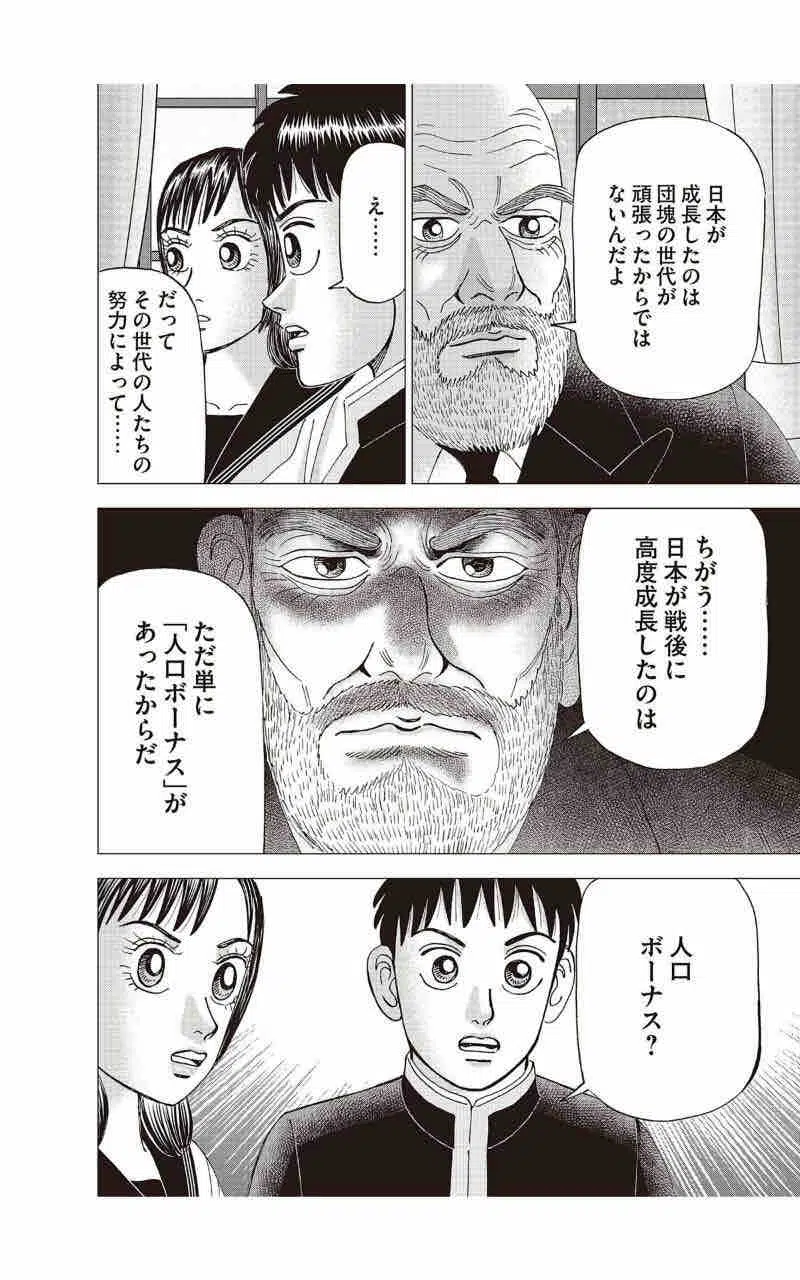 日本が
成長したのは
団塊の世代が
頑張ったからでは
ないんだよ
え……
だって
その世代の人たちの
努力によって……
ちがう……
日本が戦後に
高度成長したのは
ただ単に
「人口ボーナス」が
あったからだ
人口
ボーナス？